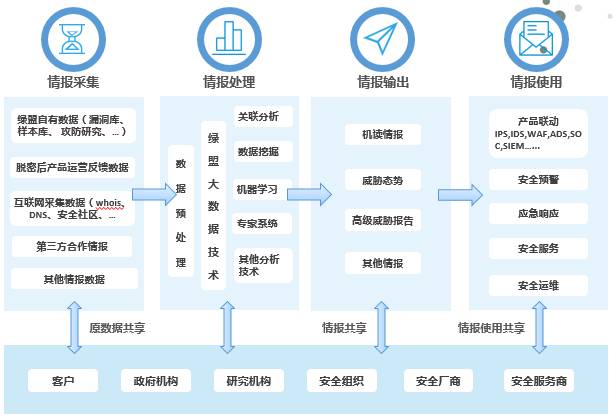 情报采集
情报处理
情报输出
情报使用
绿盟自有数据（漏洞库、
样本库、攻防研究、...）
脱密后产品运营反馈数据
互联网采集数据（whois、
DNS、安全社区、...
第三方合作情报
其他情报数据
数据预处理
绿盟大数据技术
关联分析
数据挖掘
机器学习
专家系统
其他分析
技术
机读情报
威胁态势
高级威胁报告
其他情报
产品联动
IPS,IDS,WAF,ADS,SO
C,SIEM......
安全预警
应急响应
安全服务
安全运维
原数据共享
情报共享
情报使用共享
客户
政府机构
研究机构
安全组织
安全厂商
安全服务商